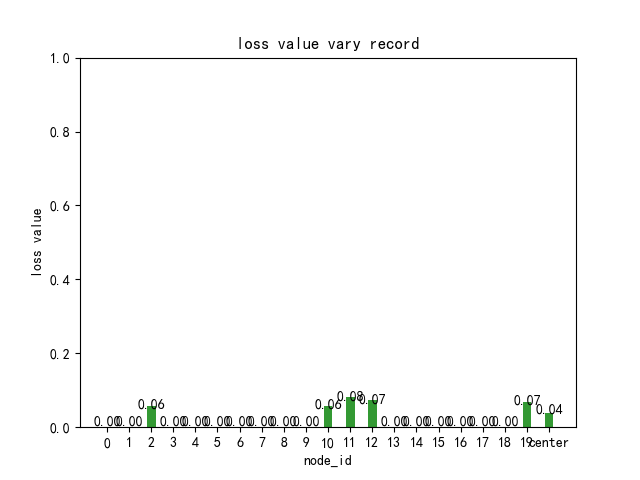 loss value vary record
1.0
0.8
0.6
0.4
0.2
0.0
loss value
0.00 0.00 0.06 0.00 0.00 0.00 0.00 0.00 0.00 0.00 0.06 0.08 0.07 0.00 0.00 0.00 0.00 0.00 0.00 0.07 0.04
0 1 2 3 4 5 6 7 8 9 10 11 12 13 14 15 16 17 18 19 center
node_id